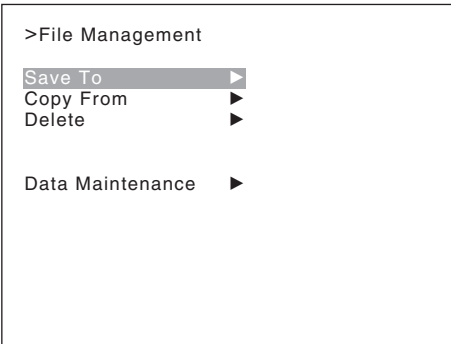 >File Management
Save To ▶
Copy From ▶
Delete ▶
Data Maintenance ▶